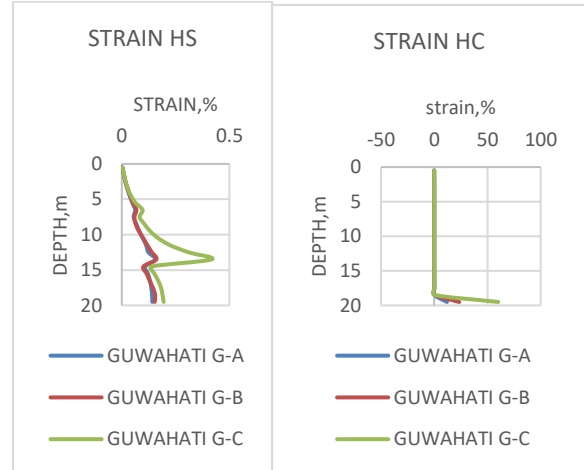 STRAIN HS
STRAIN,%
0 0.5
0
5
10
15
20
DEPTH,m
GUWAHATI G-A
GUWAHATI G-B
GUWAHATI G-C
STRAIN HC
strain,%
-50 0 50 100
0
5
10
15
20
DEPTH,m
GUWAHATI G-A
GUWAHATI G-B
GUWAHATI G-C